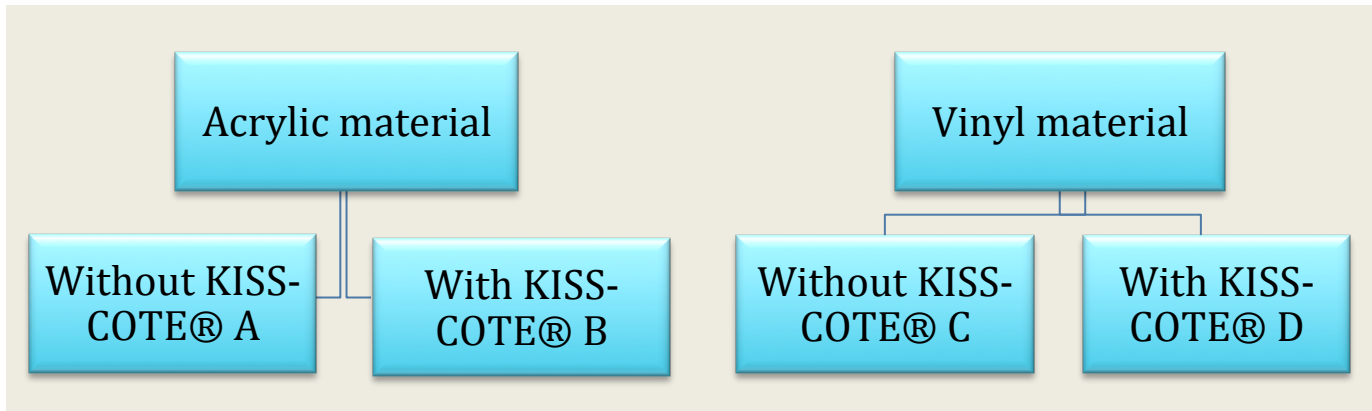 Acrylic material
Without KISS-
COTE® A
With KISS-
COTE® B
Vinyl material
Without KISS-
COTE® C
With KISS-
COTE® D